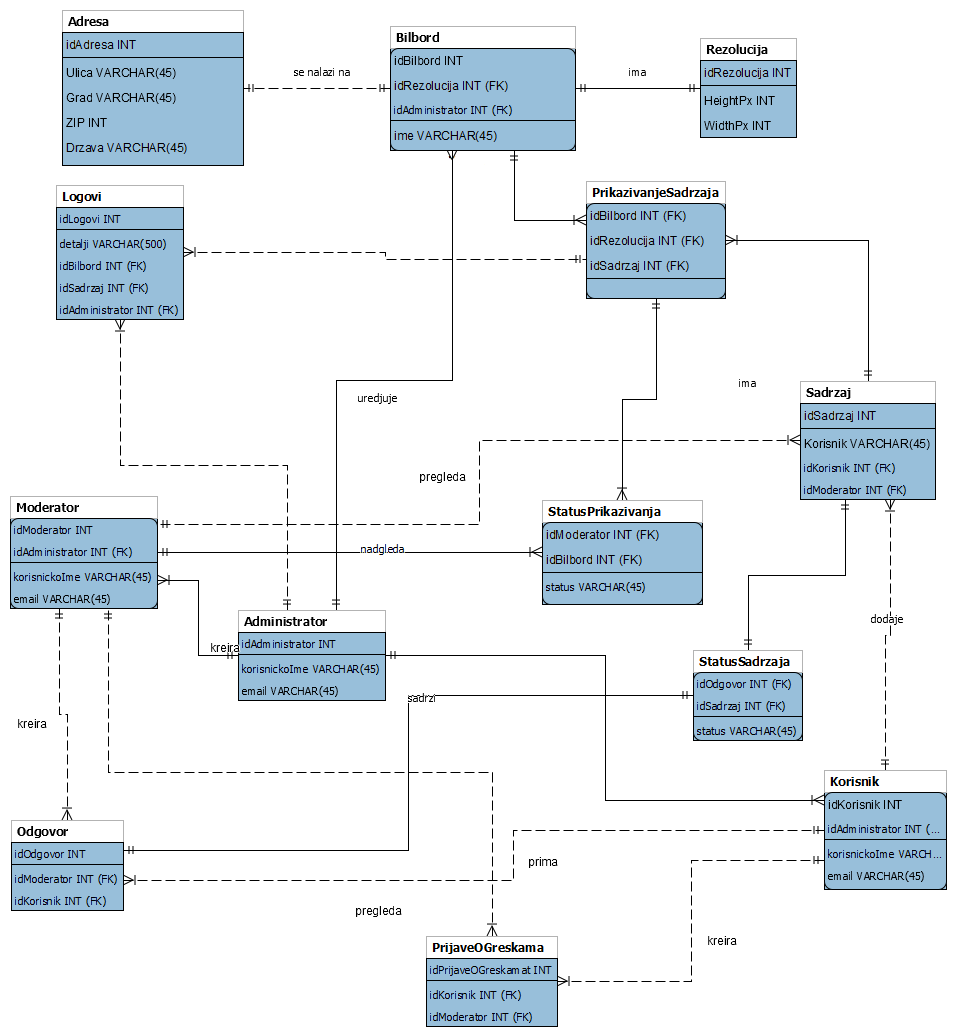 Adresa
idAdresa INT
Ulica VARCHAR(45)
Grad VARCHAR(45)
ZIP INT
Drzava VARCHAR(45)
se nalazi na
Bilbord
idBilbord INT
idRezolucija INT (FK)
idAdministrator INT (FK)
ime VARCHAR(45)
ima
Rezolucija
idRezolucija INT
HeightPx INT
WidthPx INT
Logovi
idLogovi INT
detalji VARCHAR(500)
idBilbord INT (FK)
idSadrzaj INT (FK)
idAdministrator INT (FK)
PrikazivanjeSadrzaja
idBilbord INT (FK)
idRezolucija INT (FK)
idSadrzaj INT (FK)
uredjuje
ima
Sadrzaj
idSadrzaj INT
Korisnik VARCHAR(45)
idKorisnik INT (FK)
idModerator INT (FK)
pregleda
Moderator
idModerator INT
idAdministrator INT (FK)
korisnickoIme VARCHAR(45)
email VARCHAR(45)
nadgleda
StatusPrikazivanja
idModerator INT (FK)
idBilbord INT (FK)
status VARCHAR(45)
kreira
Administrator
idAdministrator INT
korisnickoIme VARCHAR(45)
email VARCHAR(45)
dodaje
StatusSadrzaja
idOdgovor INT (FK)
idSadrzaj INT (FK)
status VARCHAR(45)
sadrzi
kreira
Korisnik
idKorisnik INT
idAdministrator INT (...
korisnickoIme VARCH...
email VARCHAR(45)
Odgovor
idOdgovor INT
idModerator INT (FK)
idKorisnik INT (FK)
prima
pregleda
kreira
PrijaveOGreskama
idPrijaveOGreskamat INT
idKorisnik INT (FK)
idModerator INT (FK)